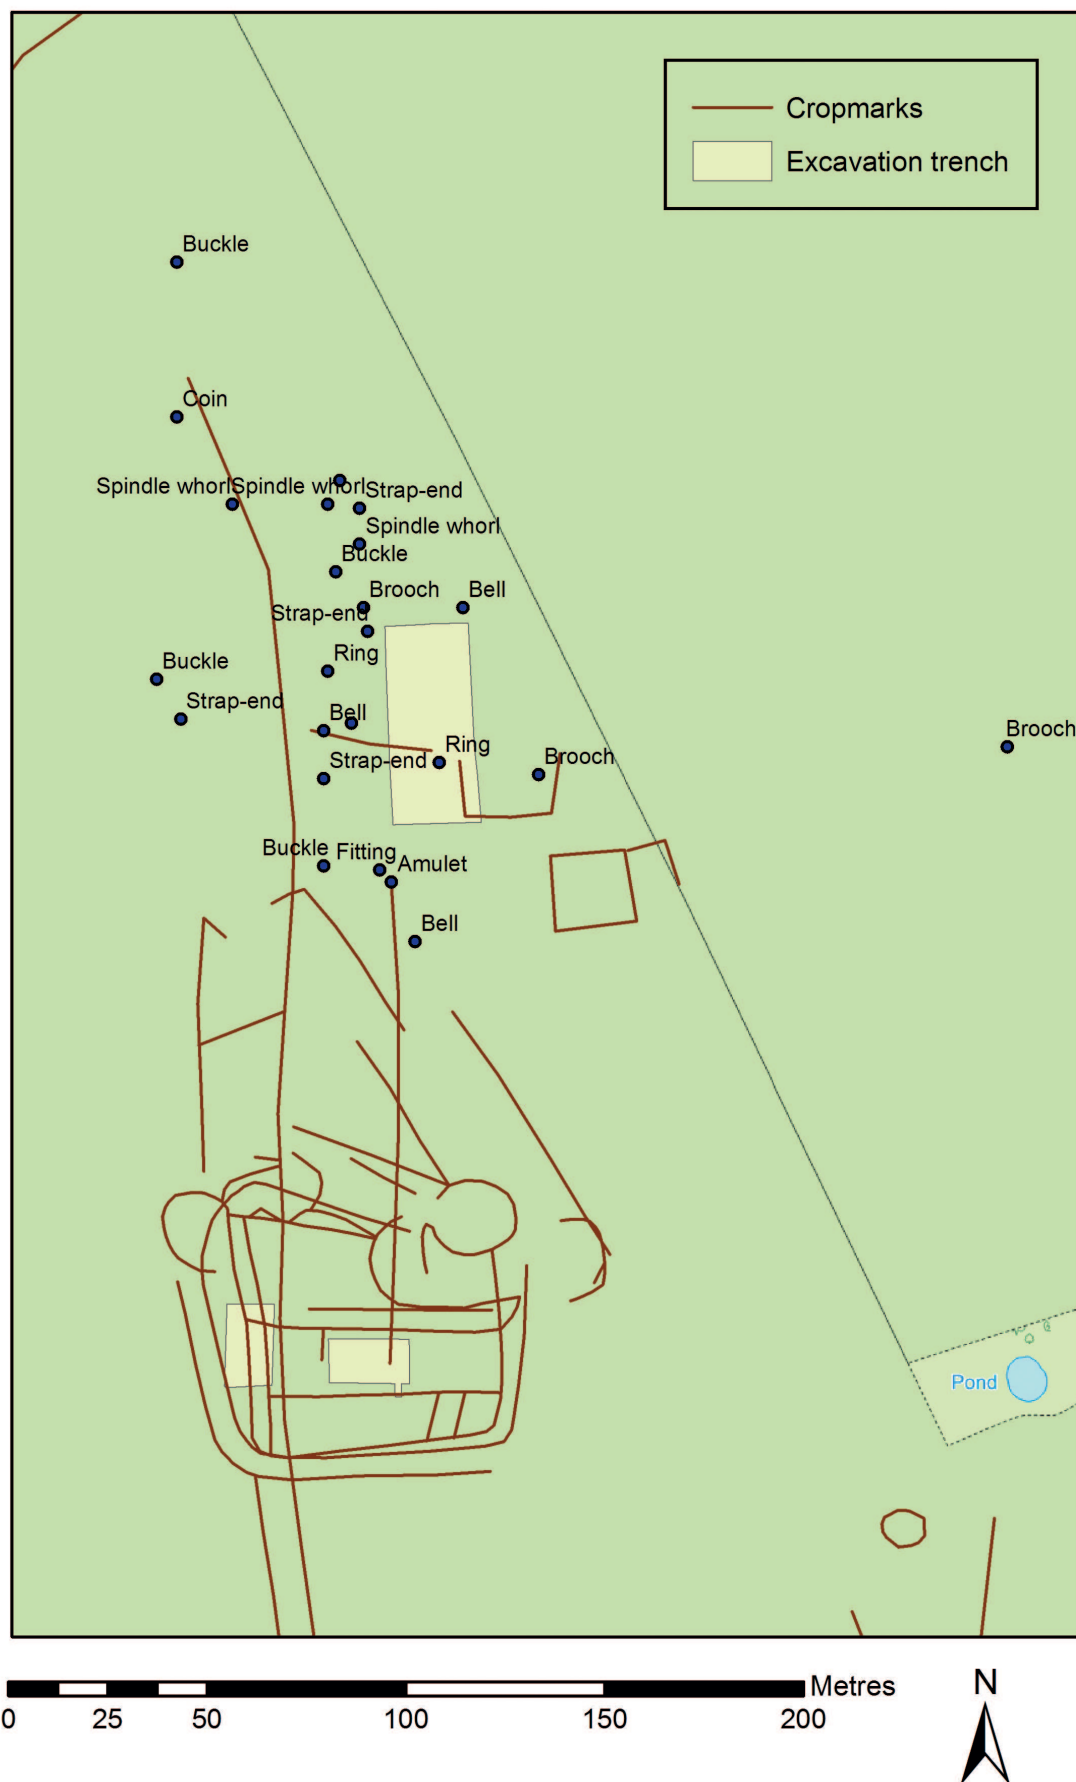 Cropmarks
Excavation trench
Buckle
Coin
Spindle whorl
Spindle whorl
Strap-end
Spindle whorl
Buckle
Brooch
Bell
Strap-end
Ring
Buckle
Strap-end
Bell
Ring
Strap-end
Brooch
Brooch
Buckle
Fitting
Amulet
Bell
Pond
Metres
N
0
25
50
100
150
200